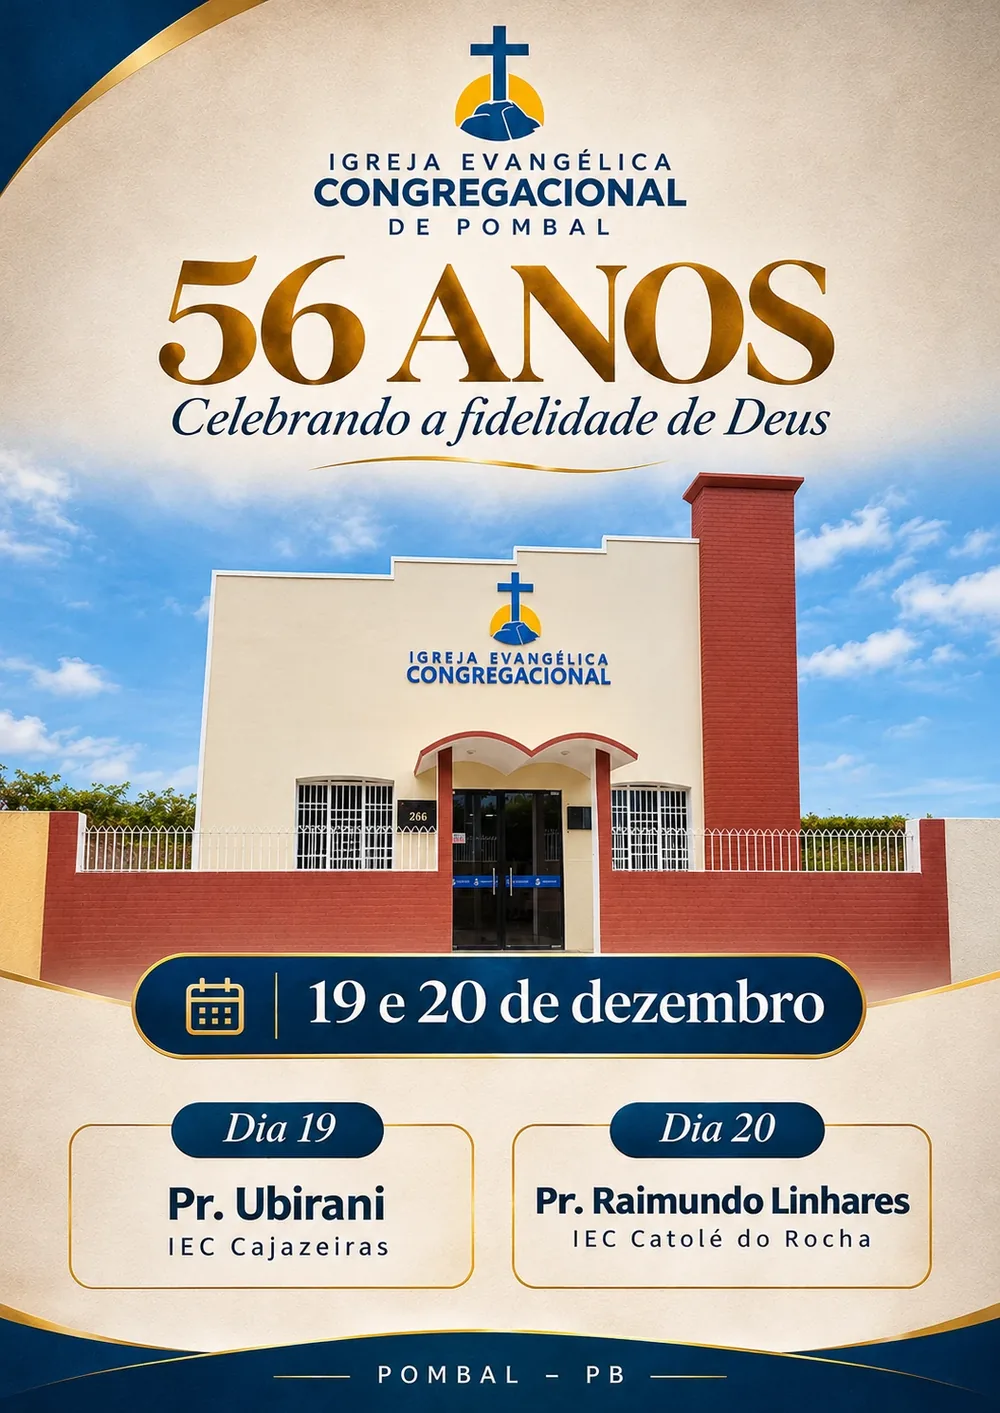 IGREJA EVANGÉLICA
CONGREGACIONAL
DE POMBAL
56 ANOS
Celebrando a fidelidade de Deus
IGREJA EVANGÉLICA
CONGREGACIONAL
266
19 e 20 de dezembro
Dia 19
Pr. Ubirani
IEC Cajazeiras
Dia 20
Pr. Raimundo Linhares
IEC Catolé do Rocha
POMBAL – PB